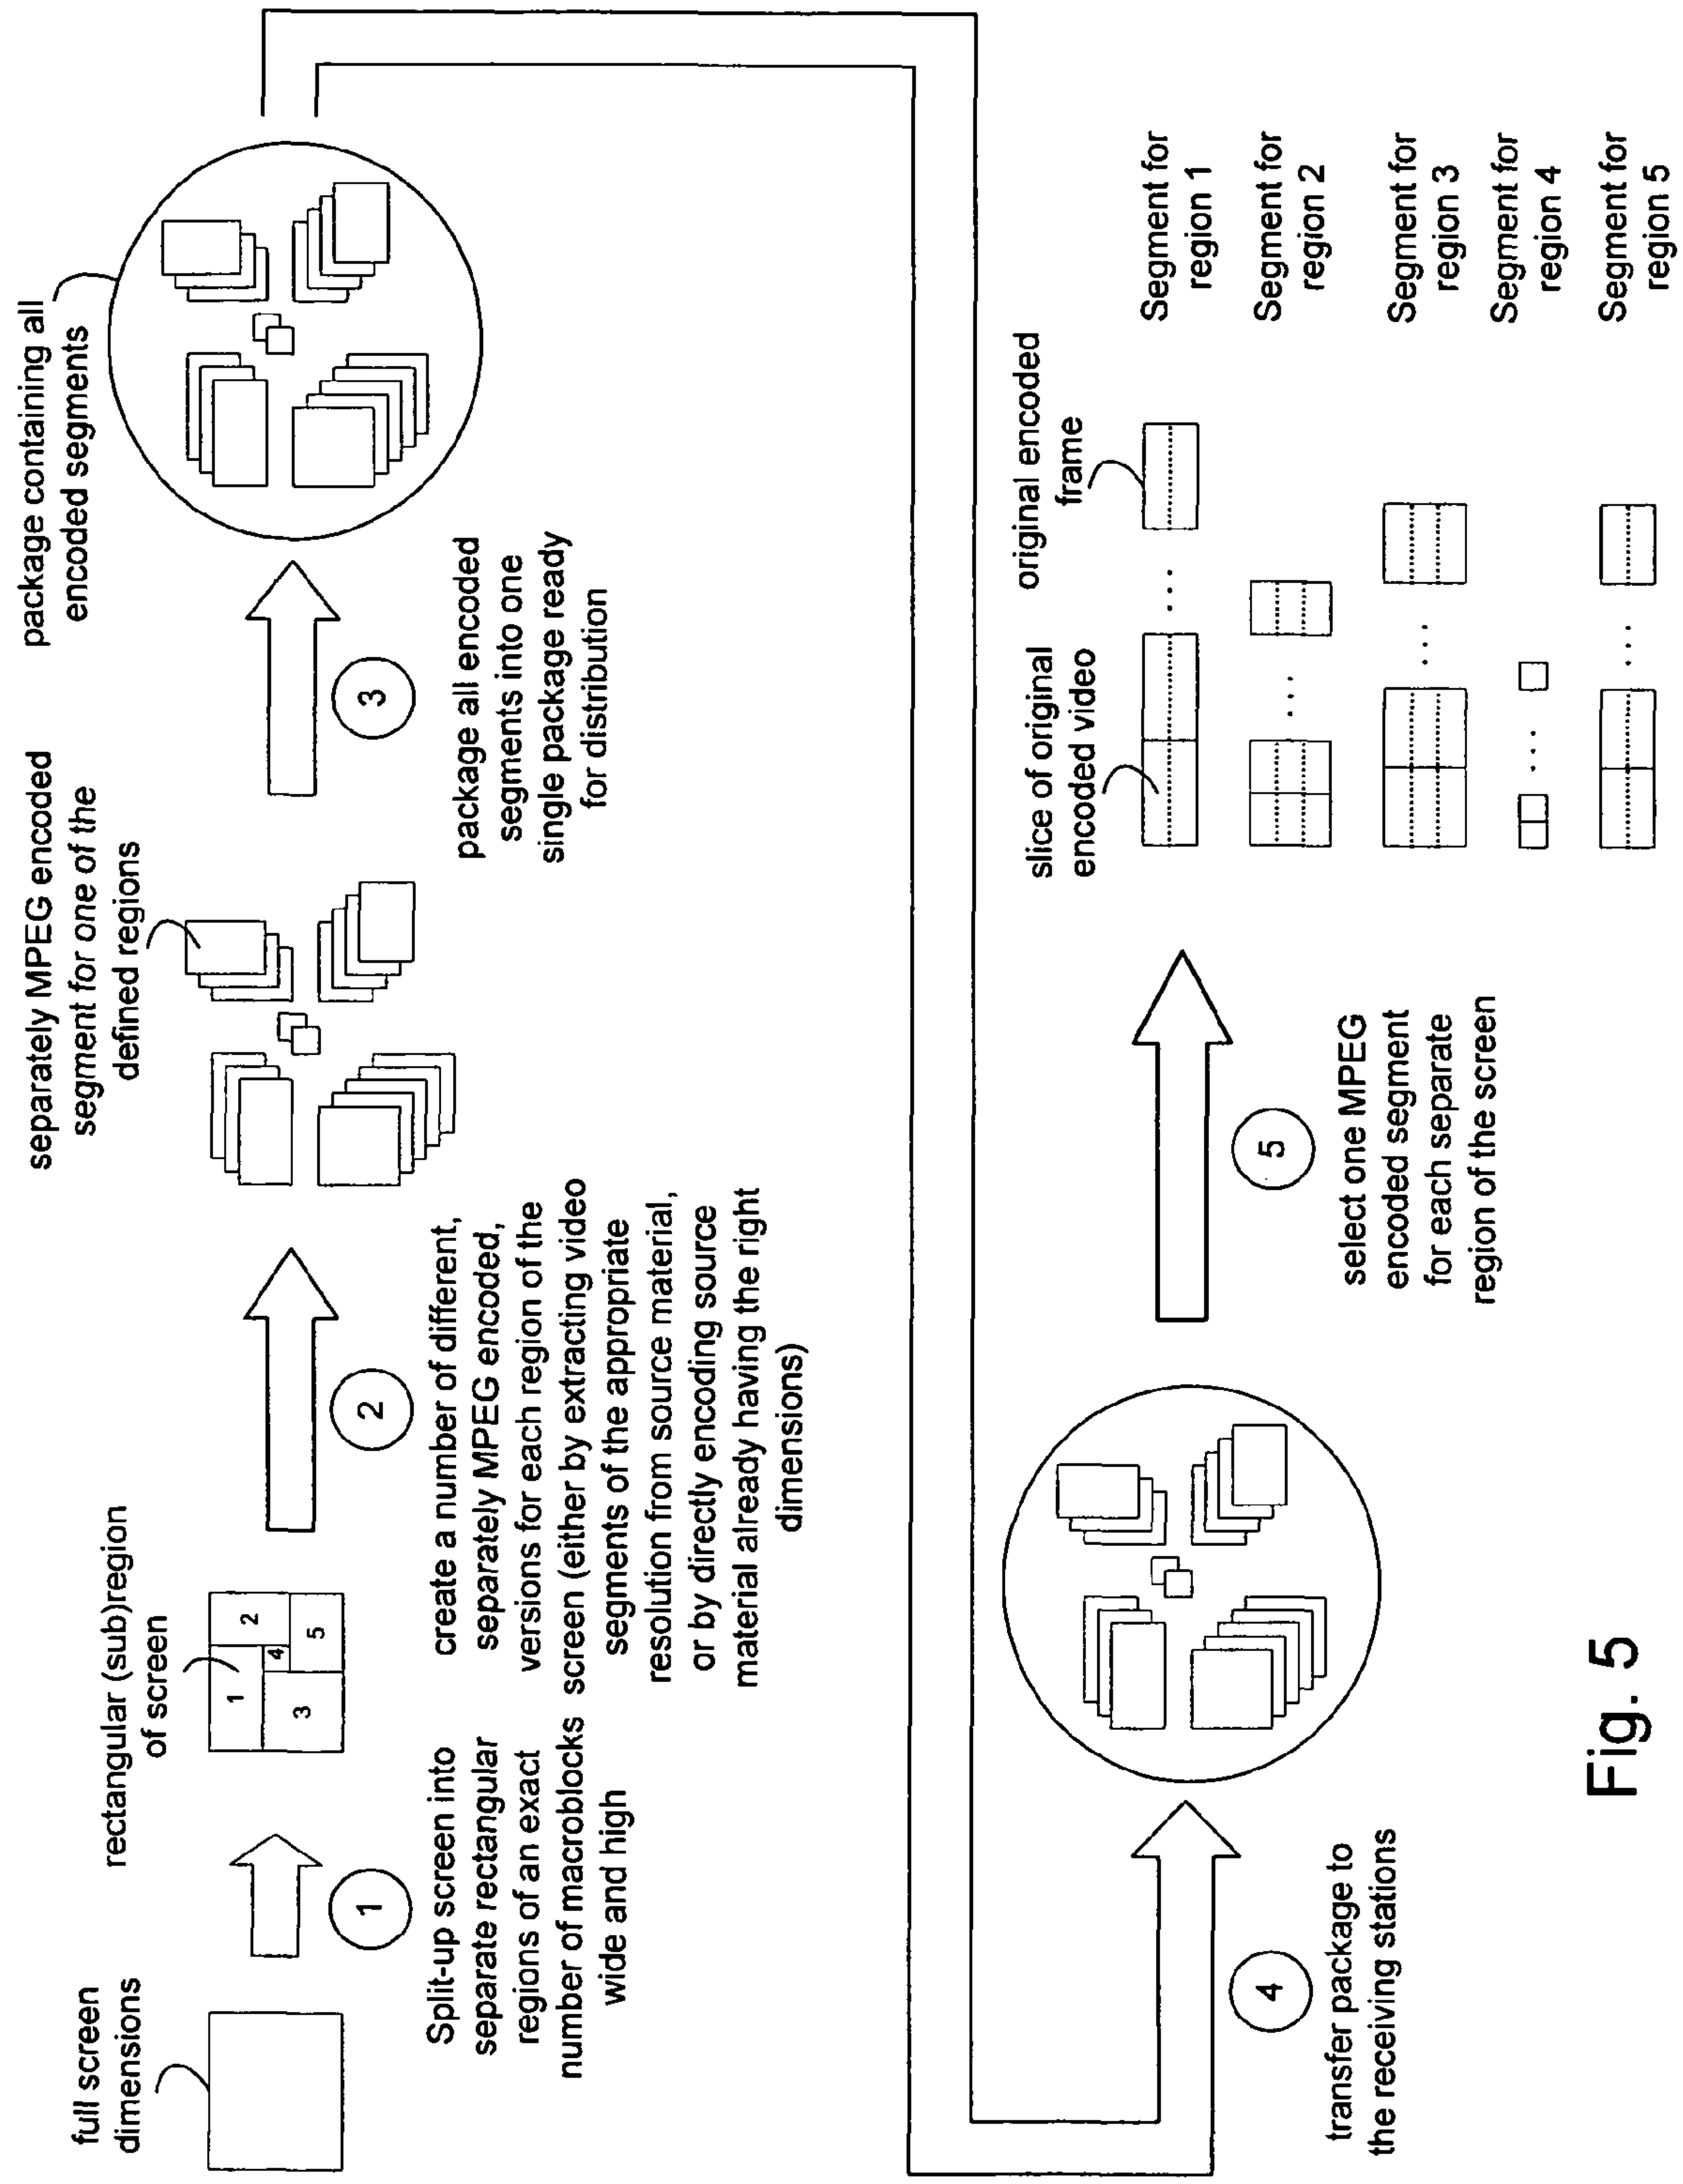 full screen
dimensions
1
Split-up screen into
separate rectangular
regions of an exact
number of macroblocks
wide and high
rectangular (sub)region
of screen
1
2
3
4
5
2
create a number of different,
separately MPEG encoded,
versions for each region of the
screen (either by extracting video
segments of the appropriate
resolution from source material,
or by directly encoding source
material already having the right
dimensions)
separately MPEG encoded
segment for one of the
defined regions
3
package all encoded
segments into one
single package ready
for distribution
package containing all
encoded segments
4
transfer package to
the receiving stations
5
select one MPEG
encoded segment
for each separate
region of the screen
slice of original
encoded video
original encoded
frame
Segment for
region 1
Segment for
region 2
Segment for
region 3
Segment for
region 4
Segment for
region 5
Fig. 5